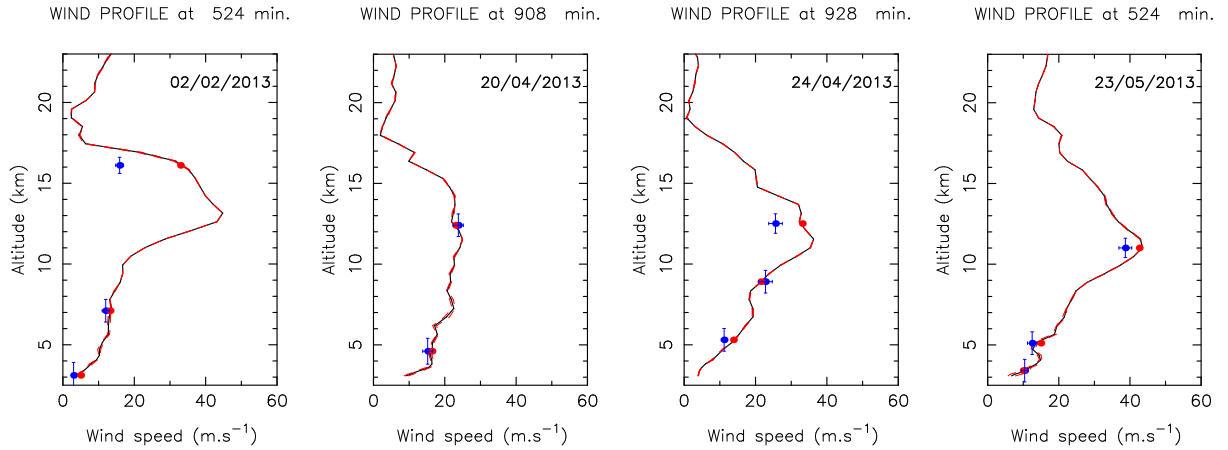 WIND PROFILE at 524 min.
02/02/2013
20
15
10
5
Altitude (km)
0 20 40 60
Wind speed (m.s⁻¹)
WIND PROFILE at 908 min.
20/04/2013
20
15
10
5
Altitude (km)
0 20 40 60
Wind speed (m.s⁻¹)
WIND PROFILE at 928 min.
24/04/2013
20
15
10
5
Altitude (km)
0 20 40 60
Wind speed (m.s⁻¹)
WIND PROFILE at 524 min.
23/05/2013
20
15
10
5
Altitude (km)
0 20 40 60
Wind speed (m.s⁻¹)